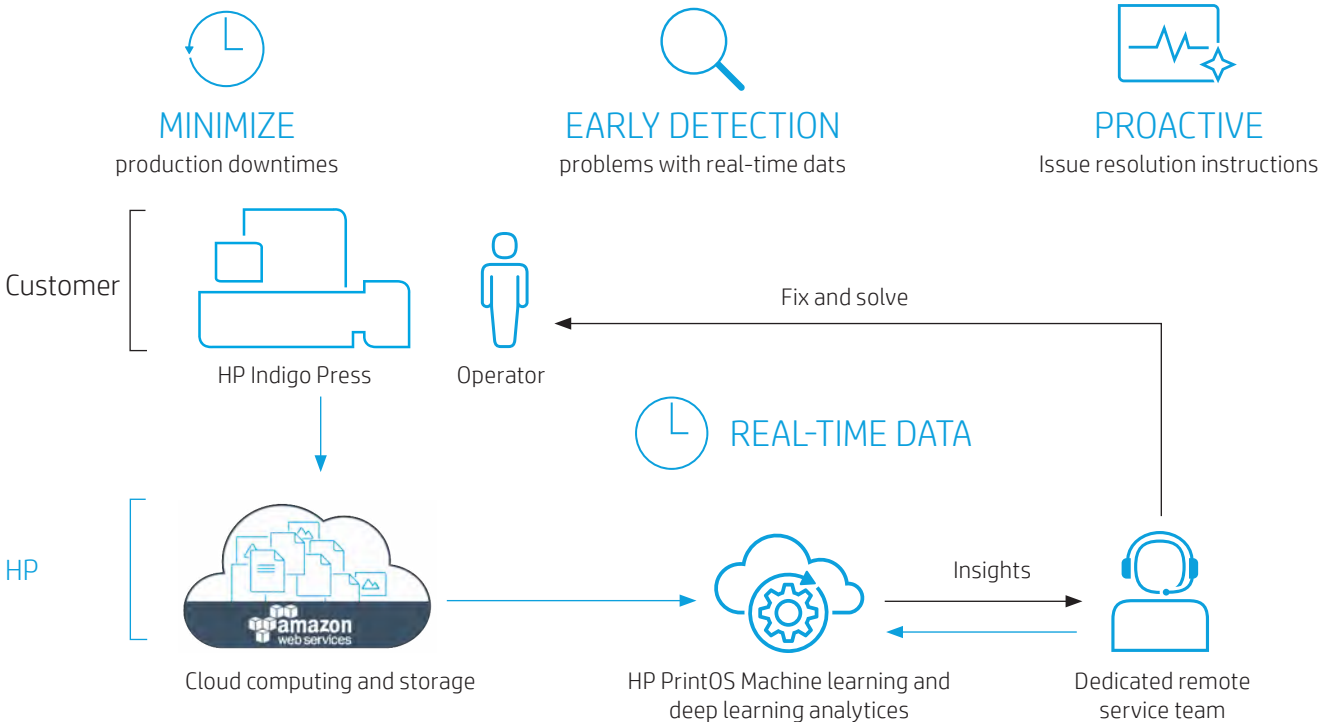 MINIMIZE
production downtimes
EARLY DETECTION
problems with real-time dats
PROACTIVE
Issue resolution instructions
Customer
HP Indigo Press
Operator
Fix and solve
REAL-TIME DATA
HP
amazon
web services
Cloud computing and storage
HP PrintOS Machine learning and
deep learning analytices
Insights
Dedicated remote
service team